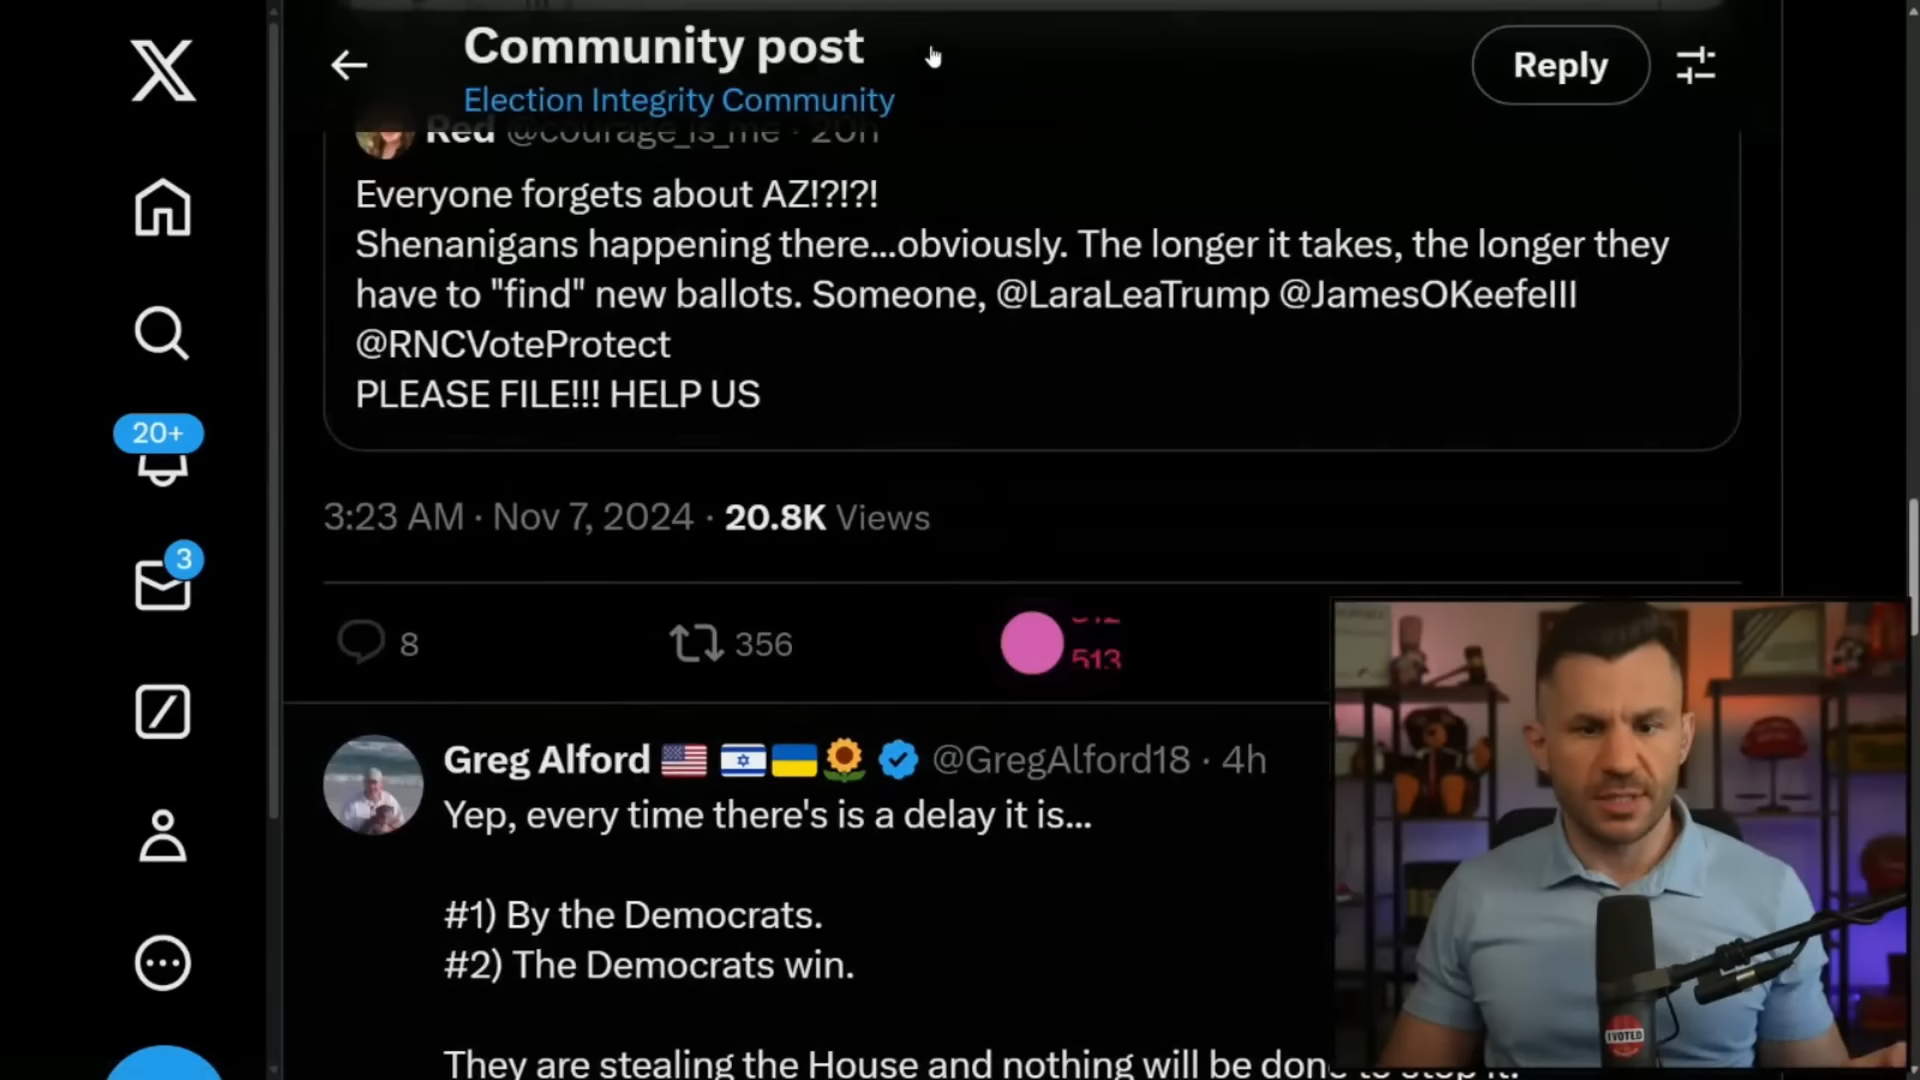 Community post
Election Integrity Community
Reply
Red @courage_is_me · 20h
Everyone forgets about AZ!?!?!
Shenanigans happening there...obviously. The longer it takes, the longer they
have to "find" new ballots. Someone, @LaraLeaTrump @JamesOKeefeIII
@RNCVoteProtect
PLEASE FILE!!! HELP US
20+
3:23 AM · Nov 7, 2024 · 20.8K Views
3
8
356
513
Greg Alford @GregAlford18 · 4h
Yep, every time there's is a delay it is...
#1) By the Democrats.
#2) The Democrats win.
They are stealing the House and nothing will be done to stop it.
I VOTED